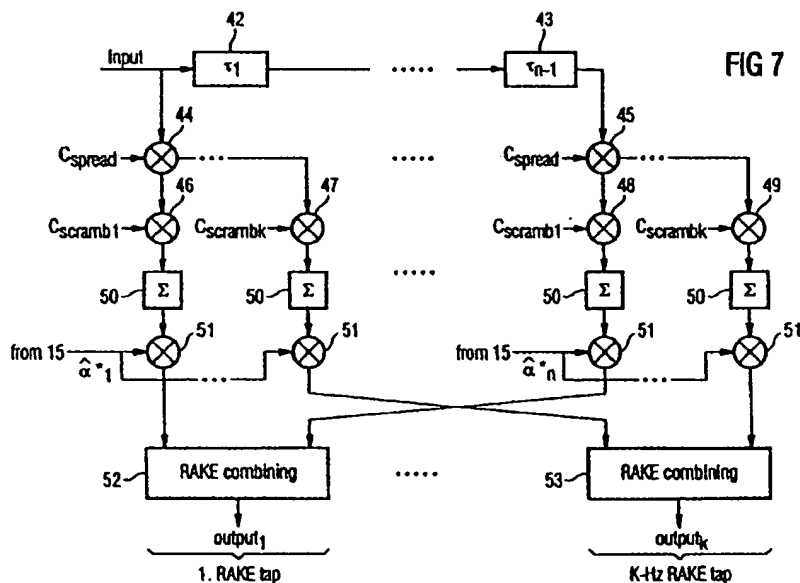 42 43
Input τ1 ..... τn-1 FIG 7
44 45
Cspread ... ..... Cspread ...
46 47 48 49
Cscramb1 Cscrambk Cscramb1 Cscrambk
.....
50 Σ 50 Σ 50 Σ 50 Σ
51 51 51 51
from 15 from 15
α̂*1 ... α̂*n ...
52 RAKE combining ..... 53 RAKE combining
output1 outputk
1. RAKE tap K-Hz RAKE tap